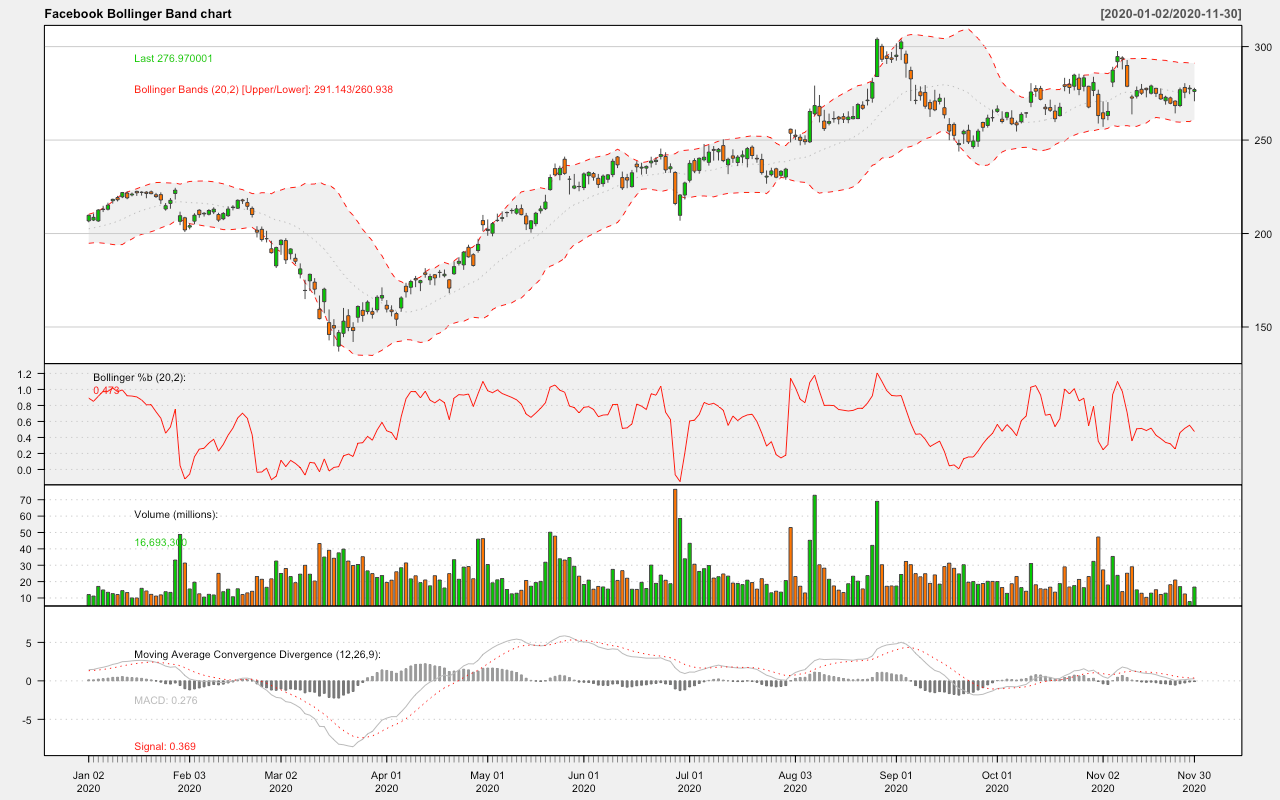 Facebook Bollinger Band chart
[2020-01-02/2020-11-30]
Last 276.970001
Bollinger Bands (20,2) [Upper/Lower]: 291.143/260.938
300
250
200
150
Bollinger %b (20,2):
0.473
1.2
1.0
0.8
0.6
0.4
0.2
0.0
Volume (millions):
16,693,300
70
60
50
40
30
20
10
Moving Average Convergence Divergence (12,26,9):
MACD: 0.276
Signal: 0.369
5
0
-5
Jan 02 Feb 03 Mar 02 Apr 01 May 01 Jun 01 Jul 01 Aug 03 Sep 01 Oct 01 Nov 02 Nov 30
2020 2020 2020 2020 2020 2020 2020 2020 2020 2020 2020 2020